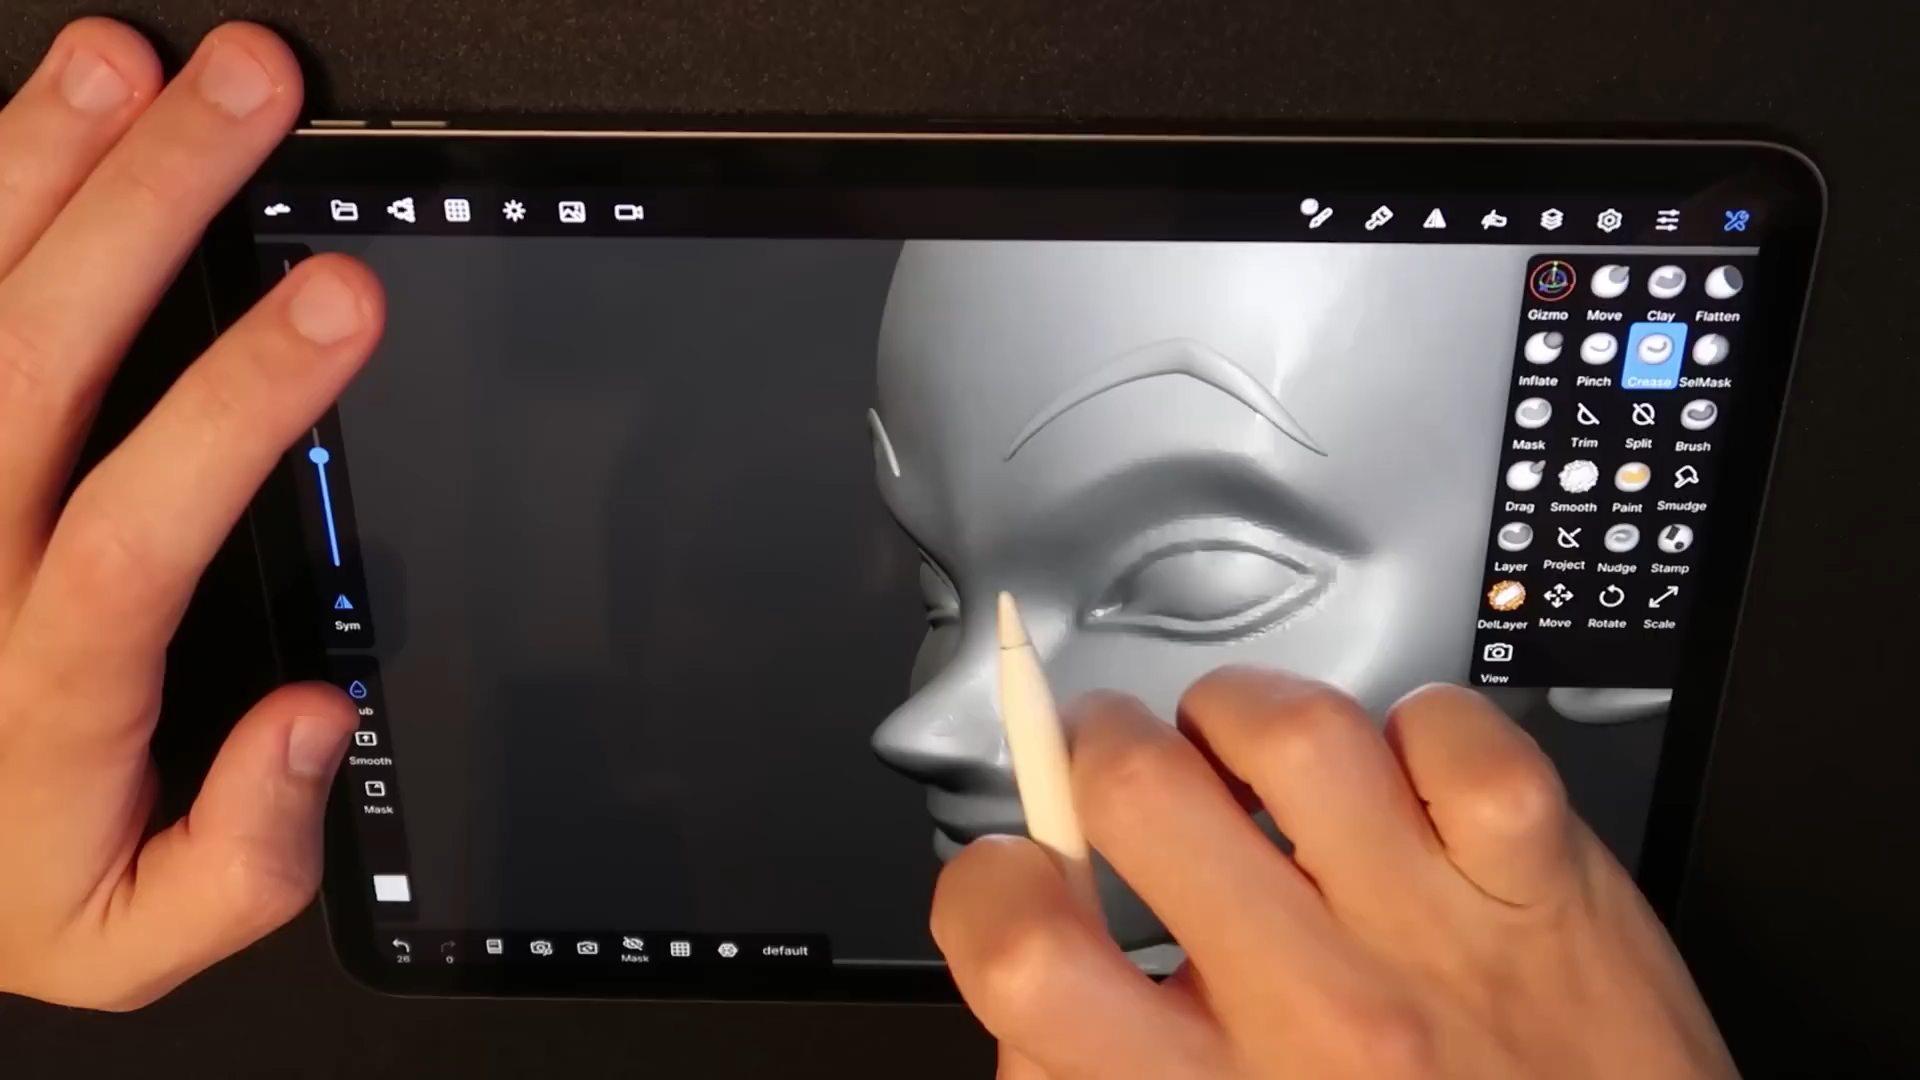 Gizmo Move Clay Flatten
Inflate Pinch Crease SelMask
Mask Trim Split Brush
Drag Smooth Paint Smudge
Layer Project Nudge Stamp
DelLayer Move Rotate Scale
View
Sym
ub
Smooth
Mask
26 0 Mask default